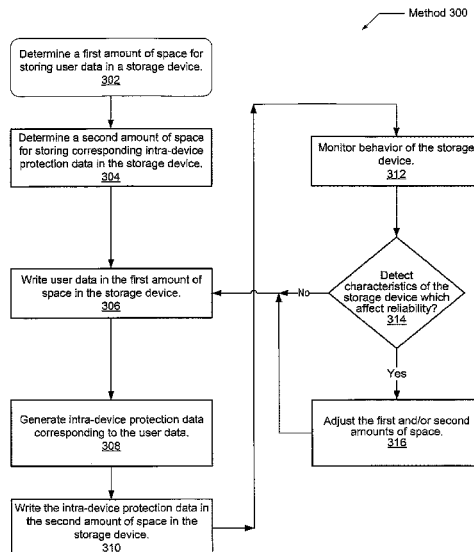 Method 300
Determine a first amount of space for
storing user data in a storage device.
302
Determine a second amount of space
for storing corresponding intra-device
protection data in the storage device.
304
Write user data in the first amount of
space in the storage device.
306
Generate intra-device protection data
corresponding to the user data.
308
Write the intra-device protection data in
the second amount of space in the
storage device.
310
Monitor behavior of the storage
device.
312
Detect
characteristics of the
storage device which
affect reliability?
314
No
Yes
Adjust the first and/or second
amounts of space.
316